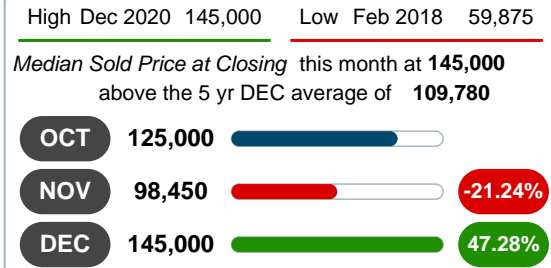 High Dec 2020 145,000 Low Feb 2018 59,875
Median Sold Price at Closing this month at 145,000
above the 5 yr DEC average of 109,780
OCT 125,000
NOV 98,450 -21.24%
DEC 145,000 47.28%